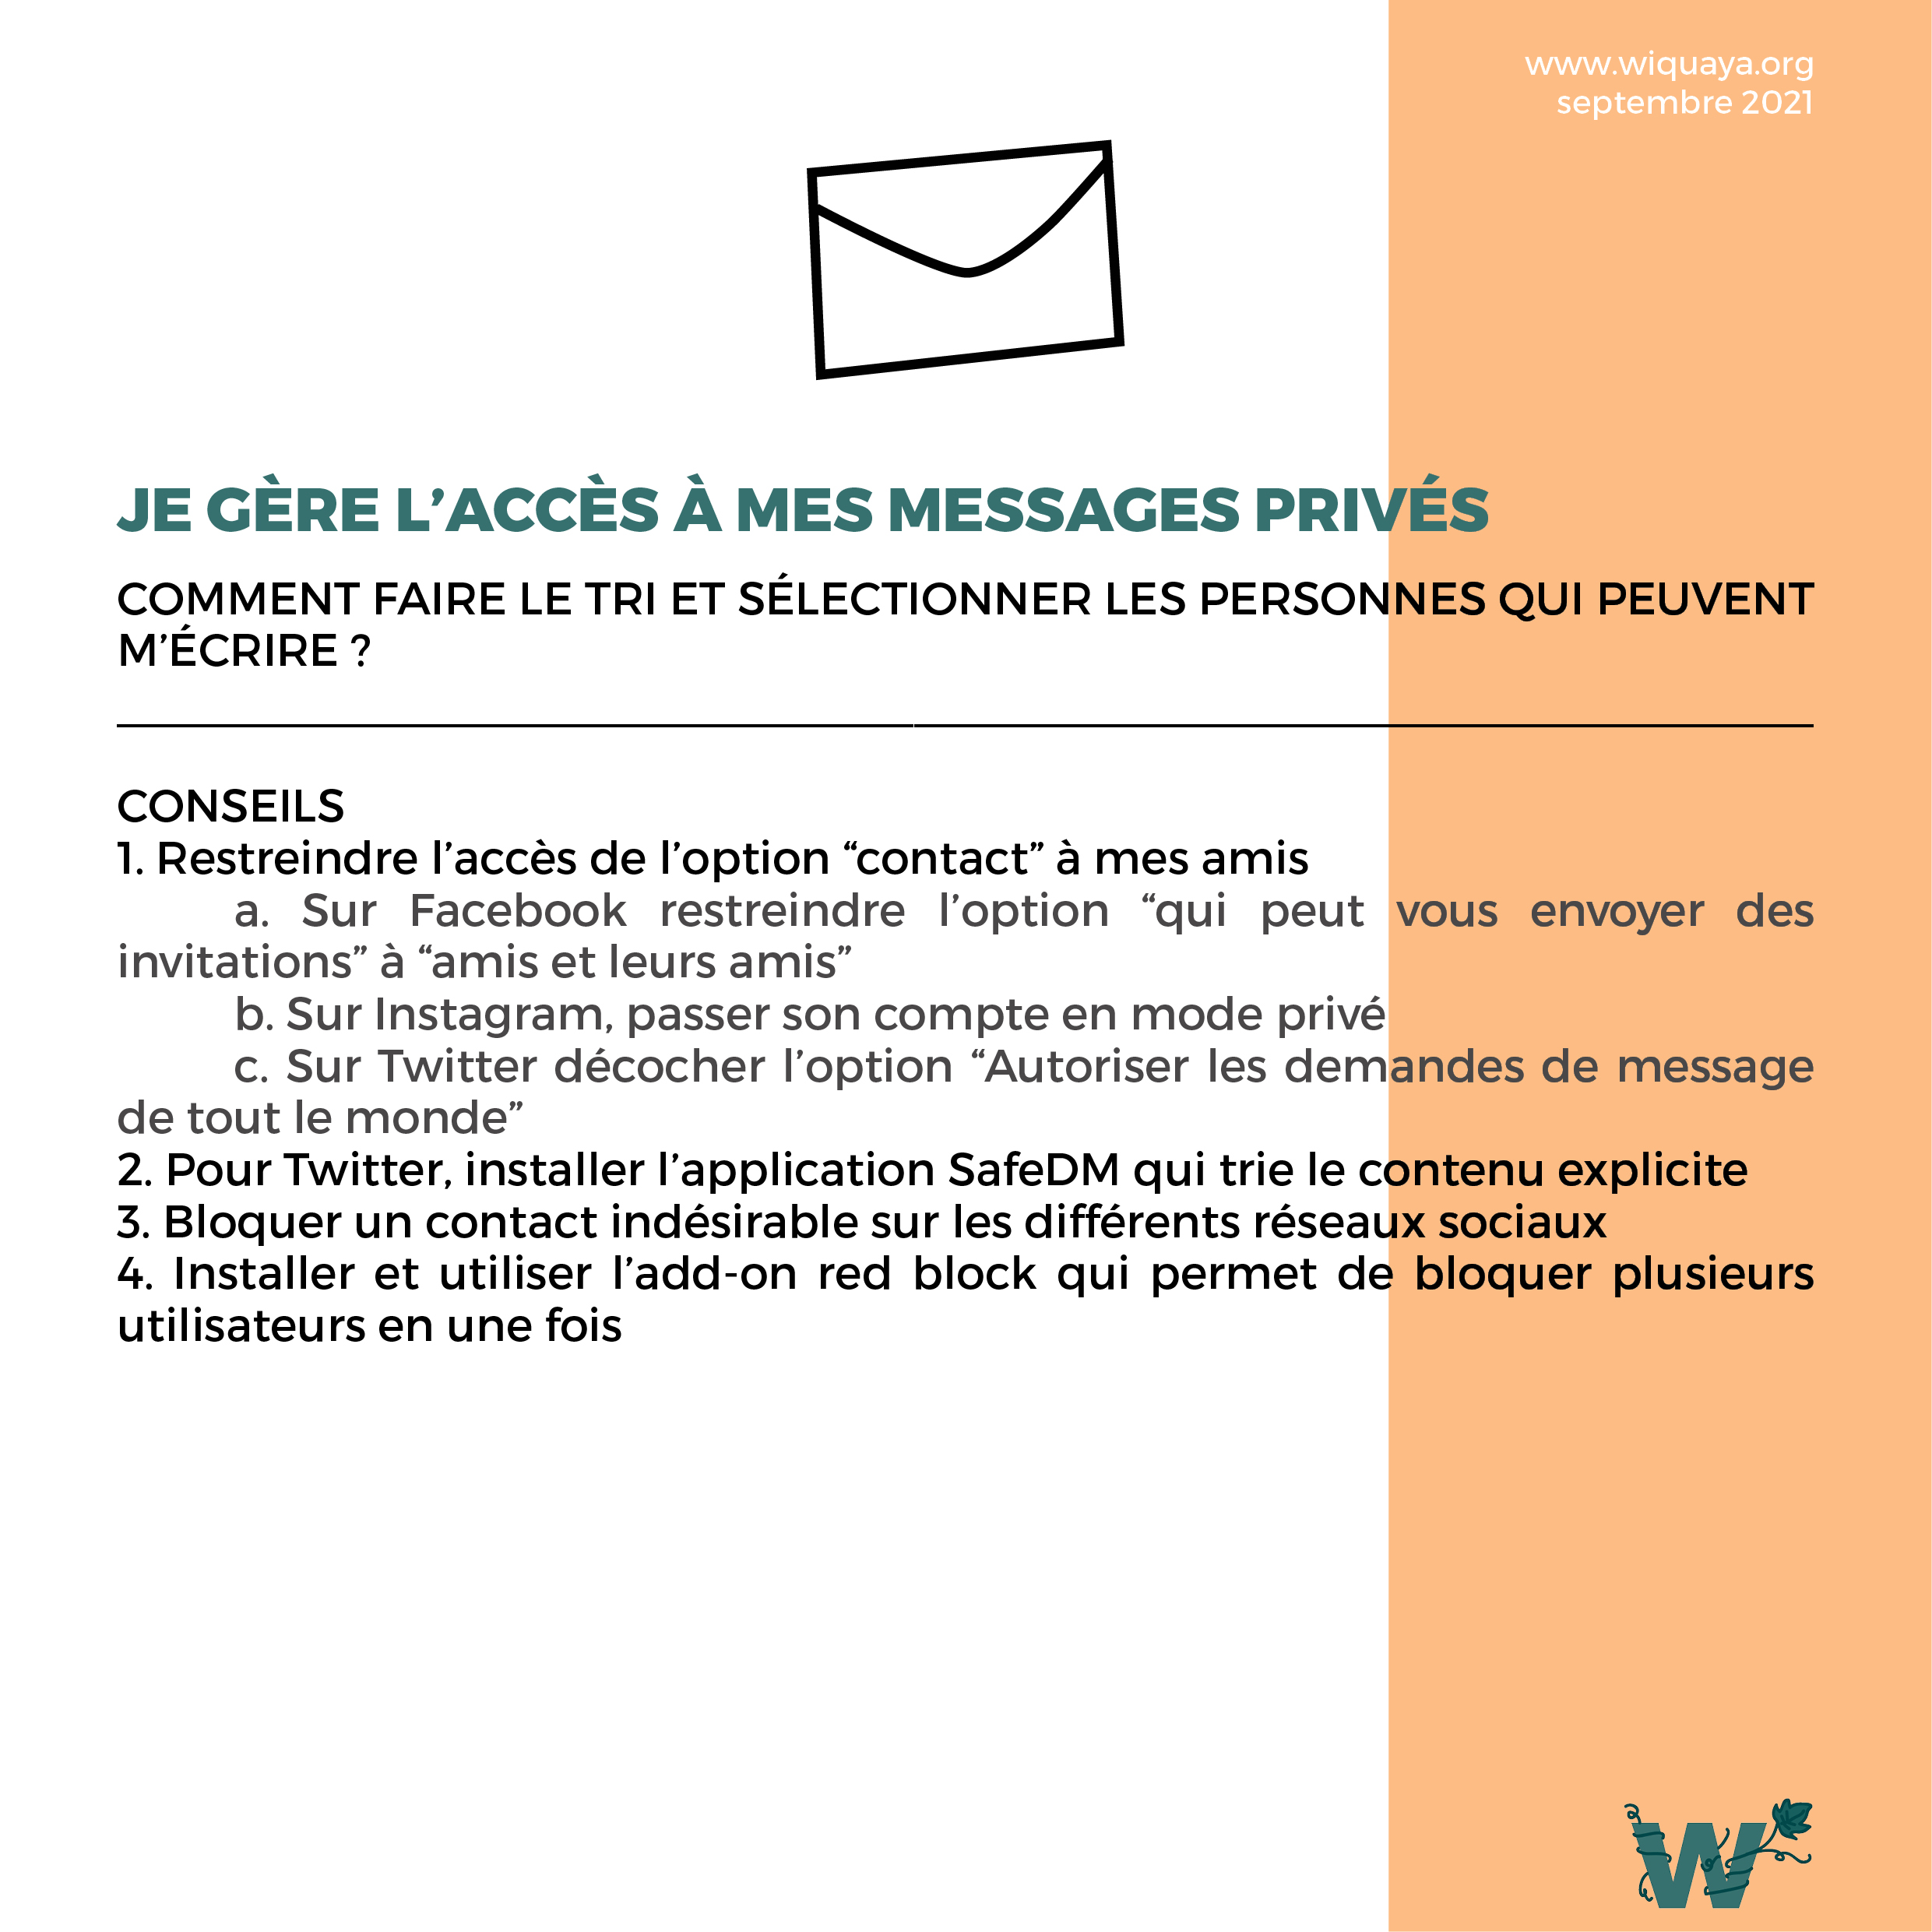 www.wiquaya.org
septembre 2021
JE GÈRE L’ACCÈS À MES MESSAGES PRIVÉS
COMMENT FAIRE LE TRI ET SÉLECTIONNER LES PERSONNES QUI PEUVENT
M’ÉCRIRE ?
CONSEILS
1. Restreindre l’accès de l’option “contact” à mes amis
a. Sur Facebook restreindre l’option “qui peut vous envoyer des
invitations” à “amis et leurs amis”
b. Sur Instagram, passer son compte en mode privé
c. Sur Twitter décocher l’option “Autoriser les demandes de message
de tout le monde”
2. Pour Twitter, installer l’application SafeDM qui trie le contenu explicite
3. Bloquer un contact indésirable sur les différents réseaux sociaux
4. Installer et utiliser l’add-on red block qui permet de bloquer plusieurs
utilisateurs en une fois
W